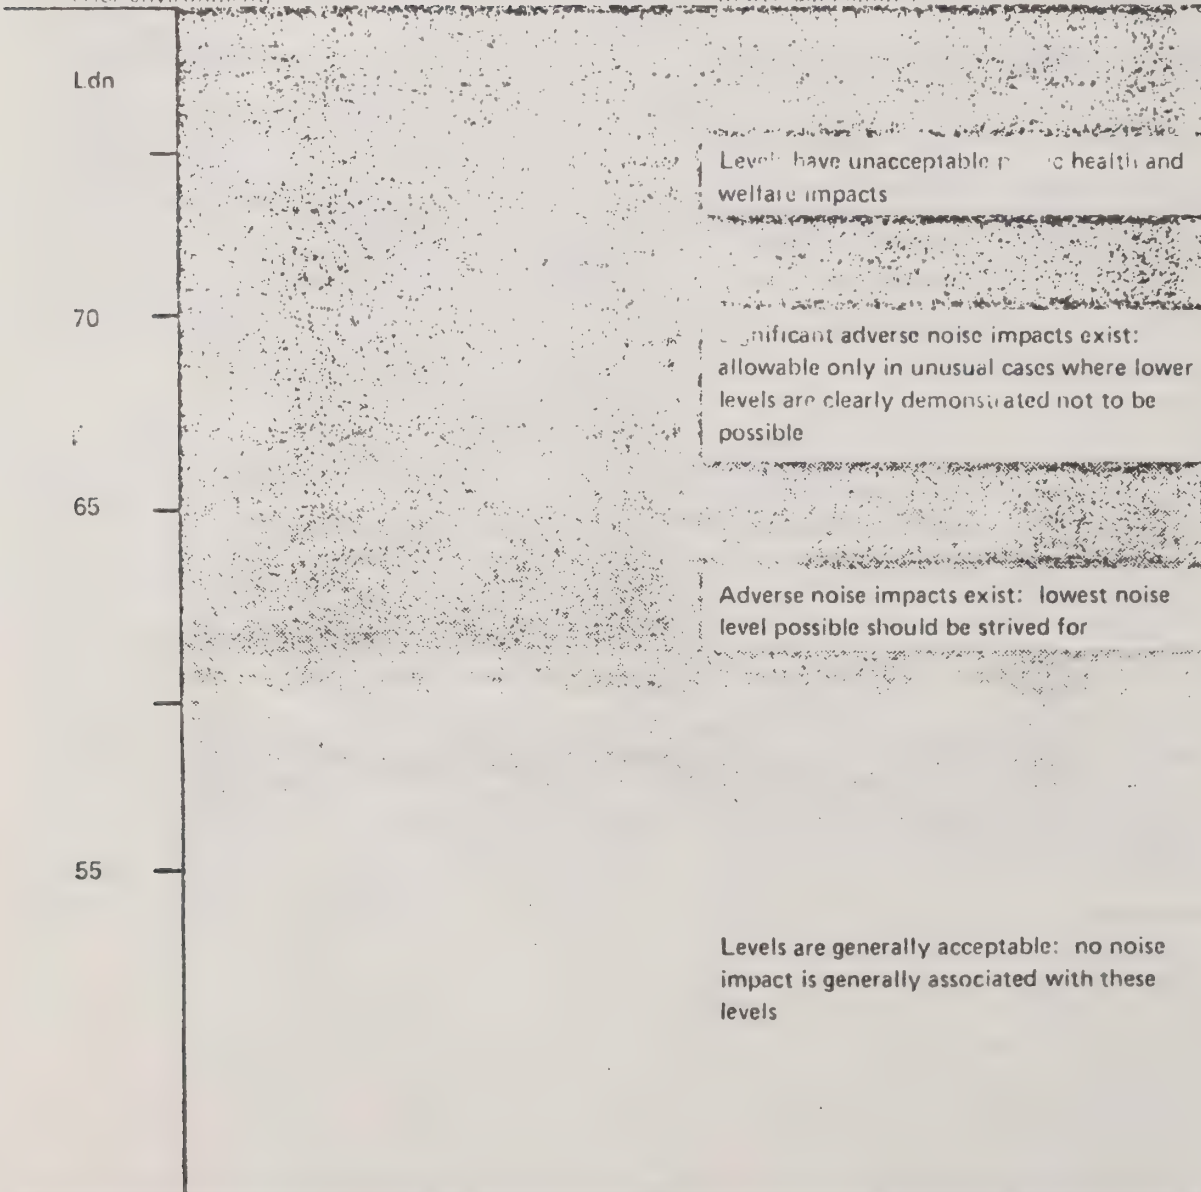 Ldn
Levels have unacceptable health and
welfare impacts
70
allowable only in unusual cases where lower
adverse noise impacts exist:
levels are clearly demonstrated not to be
possible
65
Adverse noise impacts exist: lowest noise
level possible should be strived for
55
Levels are generally acceptable: no noise
impact is generally associated with these
levels